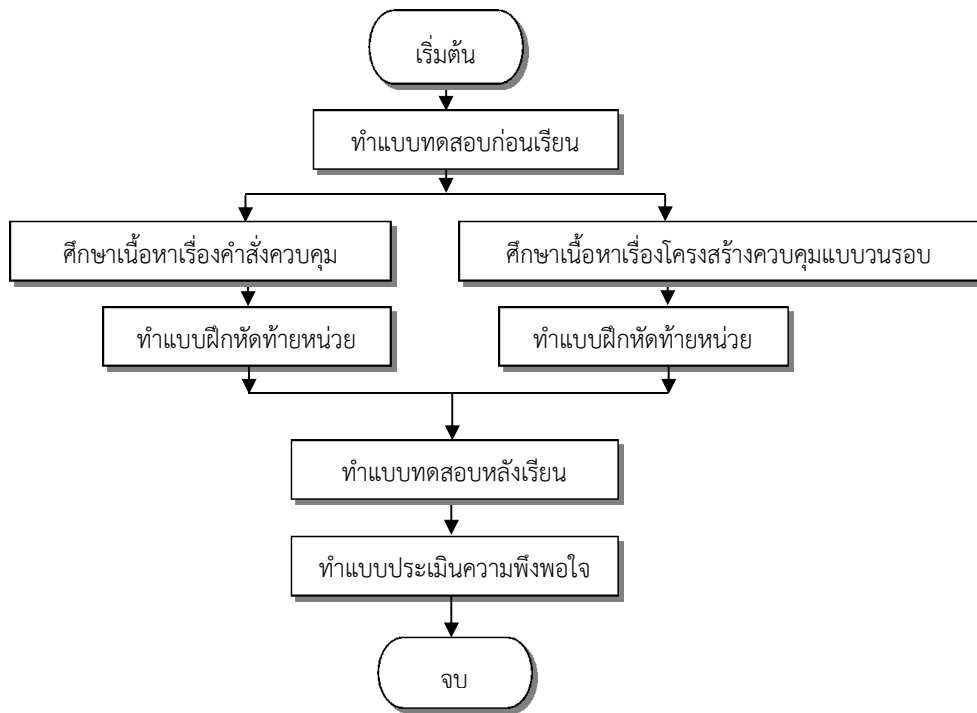 เริ่มต้น
ทำแบบทดสอบก่อนเรียน
ศึกษาเนื้อหาเรื่องคำสั่งควบคุม
ศึกษาเนื้อหาเรื่องโครงสร้างควบคุมแบบวนรอบ
ทำแบบฝึกหัดท้ายหน่วย
ทำแบบฝึกหัดท้ายหน่วย
ทำแบบทดสอบหลังเรียน
ทำแบบประเมินความพึงพอใจ
จบ